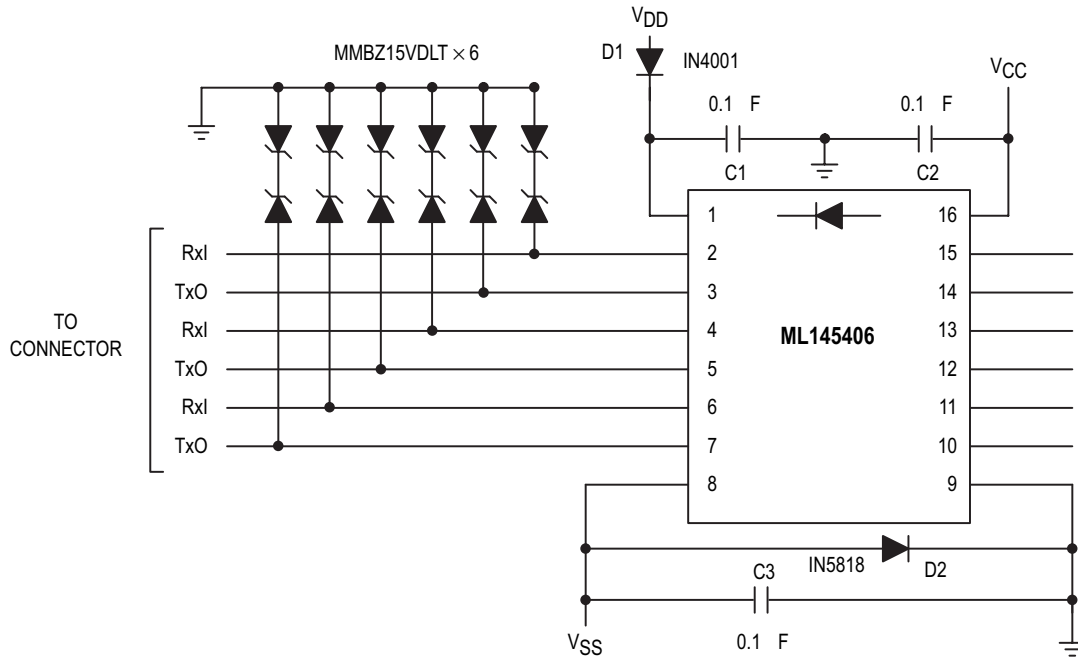 VDD
MMBZ15VDLT × 6
D1
IN4001
VCC
0.1 F
0.1 F
C1
C2
1
16
RxI
2
15
TxO
3
14
TO
CONNECTOR
RxI
4
ML145406
13
TxO
5
12
RxI
6
11
TxO
7
10
8
9
IN5818
D2
C3
VSS
0.1 F